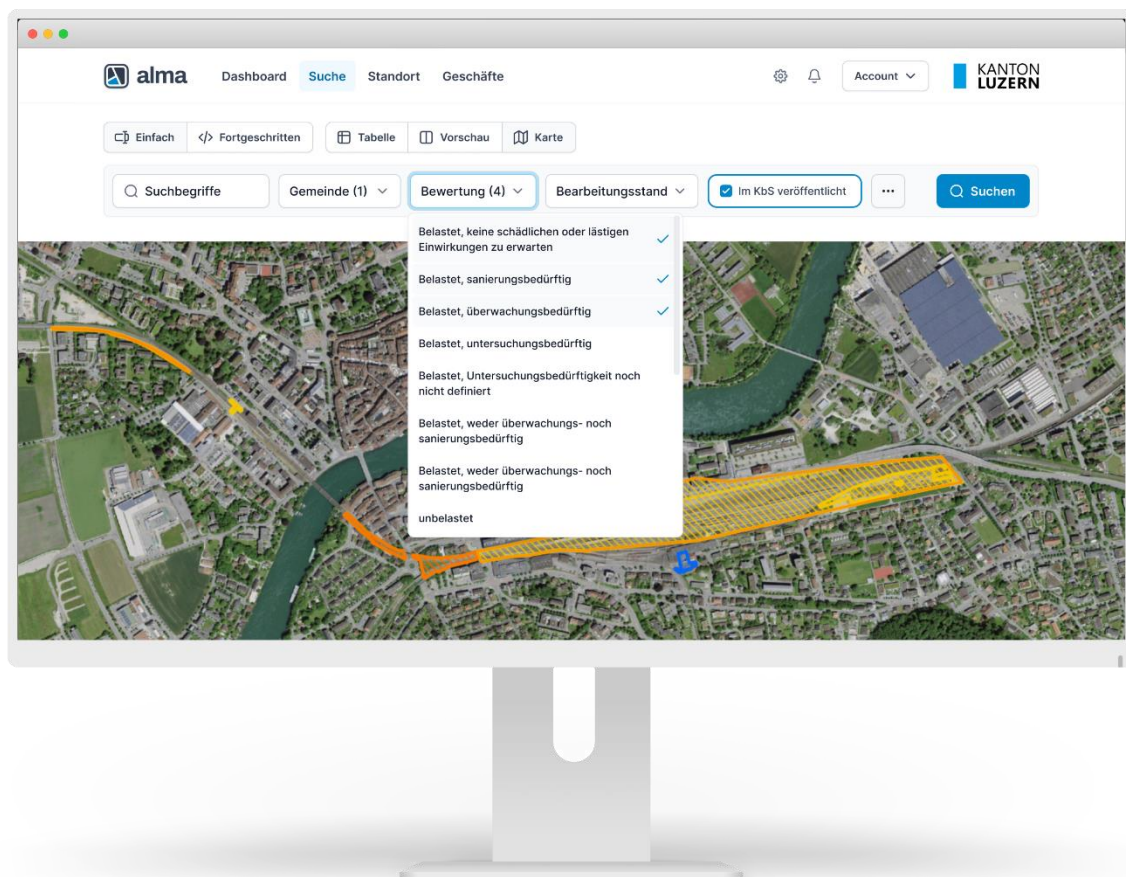 alma
Dashboard Suche Standort Geschäfte Account
KANTON
LUZERN
Einfach </> Fortgeschritten Tabelle Vorschau Karte
Suchbegriffe Gemeinde (1) Bewertung (4) Bearbeitungsstand Im KbS veröffentlicht ... Suchen
Belastet, keine schädlichen oder lästigen
Einwirkungen zu erwarten
Belastet, sanierungsbedürftig
Belastet, überwachungsbedürftig
Belastet, untersuchungsbedürftig
Belastet, Untersuchungsbedürftigkeit noch
nicht definiert
Belastet, weder überwachungs- noch
sanierungsbedürftig
Belastet, weder überwachungs- noch
sanierungsbedürftig
unbelastet